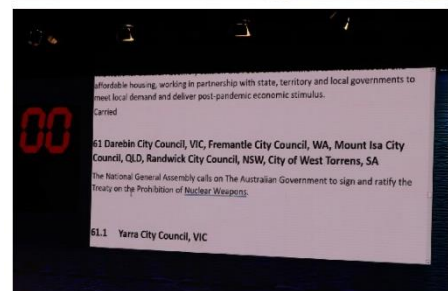 affordable housing, working in partnership with state, territory and local governments to
meet local demand and deliver post-pandemic economic stimulus.
Carried
00
61 Darebin City Council, VIC, Fremantle City Council, WA, Mount Isa City
Council, QLD, Randwick City Council, NSW, City of West Torrens, SA
The National General Assembly calls on The Australian Government to sign and ratify the
Treaty on the Prohibition of Nuclear Weapons.
61.1 Yarra City Council, VIC